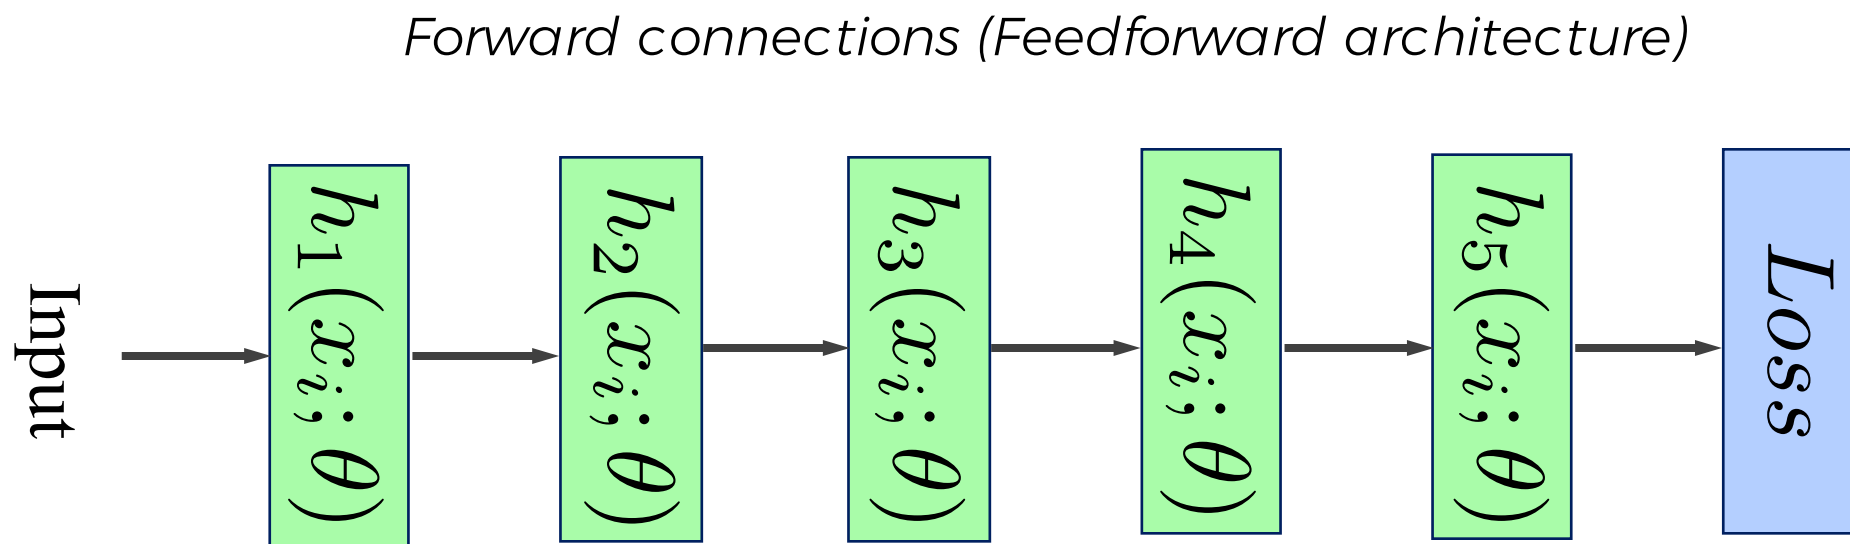 Forward connections (Feedforward architecture)
Input
h₁(xᵢ; θ)
h₂(xᵢ; θ)
h₃(xᵢ; θ)
h₄(xᵢ; θ)
h₅(xᵢ; θ)
Loss